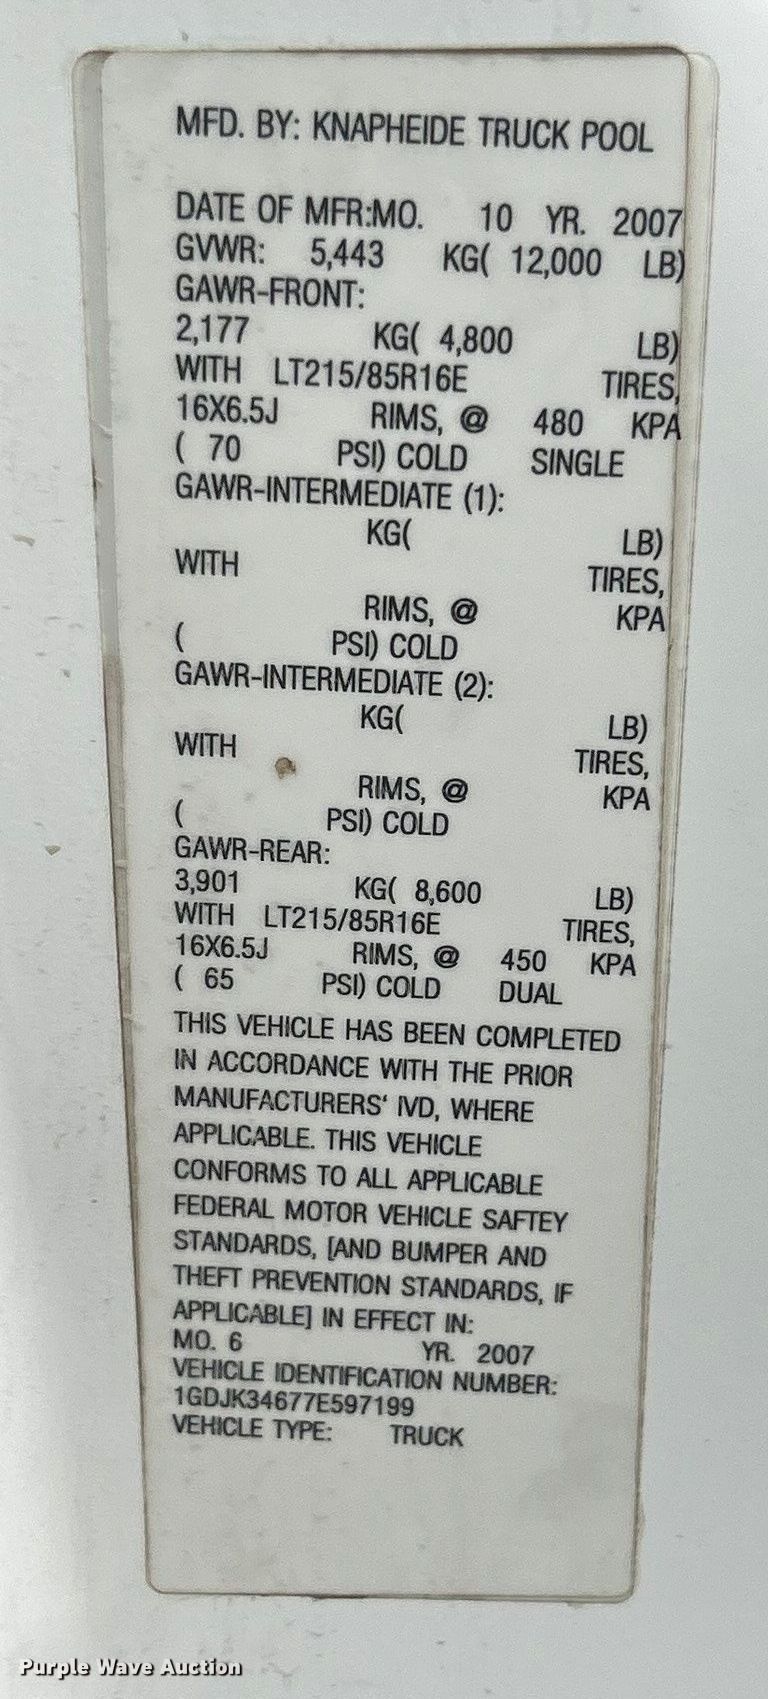 MFD. BY: KNAPHEIDE TRUCK POOL
DATE OF MFR:MO. 10 YR. 2007
GVWR: 5,443 KG( 12,000 LB)
GAWR-FRONT:
2,177 KG( 4,800 LB)
WITH LT215/85R16E TIRES,
16X6.5J RIMS, @ 480 KPA
( 70 PSI) COLD SINGLE
GAWR-INTERMEDIATE (1):
KG( LB)
WITH TIRES,
RIMS, @ KPA
( PSI) COLD
GAWR-INTERMEDIATE (2):
KG( LB)
WITH TIRES,
RIMS, @ KPA
( PSI) COLD
GAWR-REAR:
3,901 KG( 8,600 LB)
WITH LT215/85R16E TIRES,
16X6.5J RIMS, @ 450 KPA
( 65 PSI) COLD DUAL
THIS VEHICLE HAS BEEN COMPLETED
IN ACCORDANCE WITH THE PRIOR
MANUFACTURERS' IVD, WHERE
APPLICABLE. THIS VEHICLE
CONFORMS TO ALL APPLICABLE
FEDERAL MOTOR VEHICLE SAFTEY
STANDARDS, [AND BUMPER AND
THEFT PREVENTION STANDARDS, IF
APPLICABLE] IN EFFECT IN:
MO. 6 YR. 2007
VEHICLE IDENTIFICATION NUMBER:
1GDJK34677E597199
VEHICLE TYPE: TRUCK
Purple Wave Auction